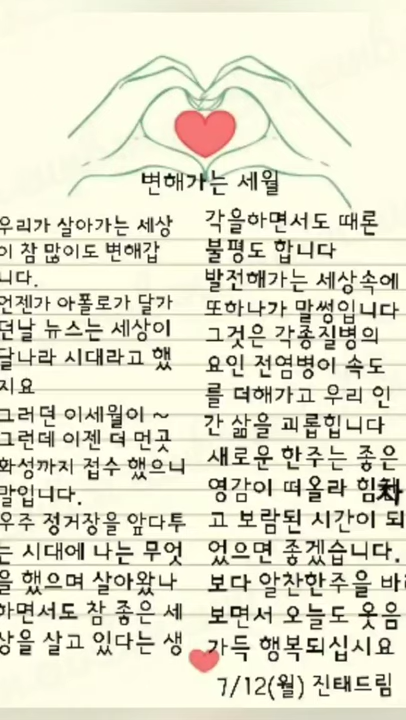 변해가는 세월
우리가 살아가는 세상
이 참 많이도 변해갑
니다.
언젠가 아폴로가 달가
던날 뉴스는 세상이
달나라 시대라고 했
지요
그러던 이세월이 ~
그런데 이젠 더 먼곳
화성까지 접수 했으니
말입니다.
우주 정거장을 앞다투
는 시대에 나는 무엇
을 했으며 살아왔나
하면서도 참 좋은 세
상을 살고 있다는 생
각을하면서도 때론
불평도 합니다
발전해가는 세상속에
또하나가 말썽입니다
그것은 각종질병의
요인 전염병이 속도
를 더해가고 우리 인
간 삶을 괴롭힙니다
새로운 한주는 좋은
영감이 떠올라 힘차
고 보람된 시간이 되
었으면 좋겠습니다.
보다 알찬한주을 바라
보면서 오늘도 웃음
가득 행복되십시요
7/12(월) 진태드림